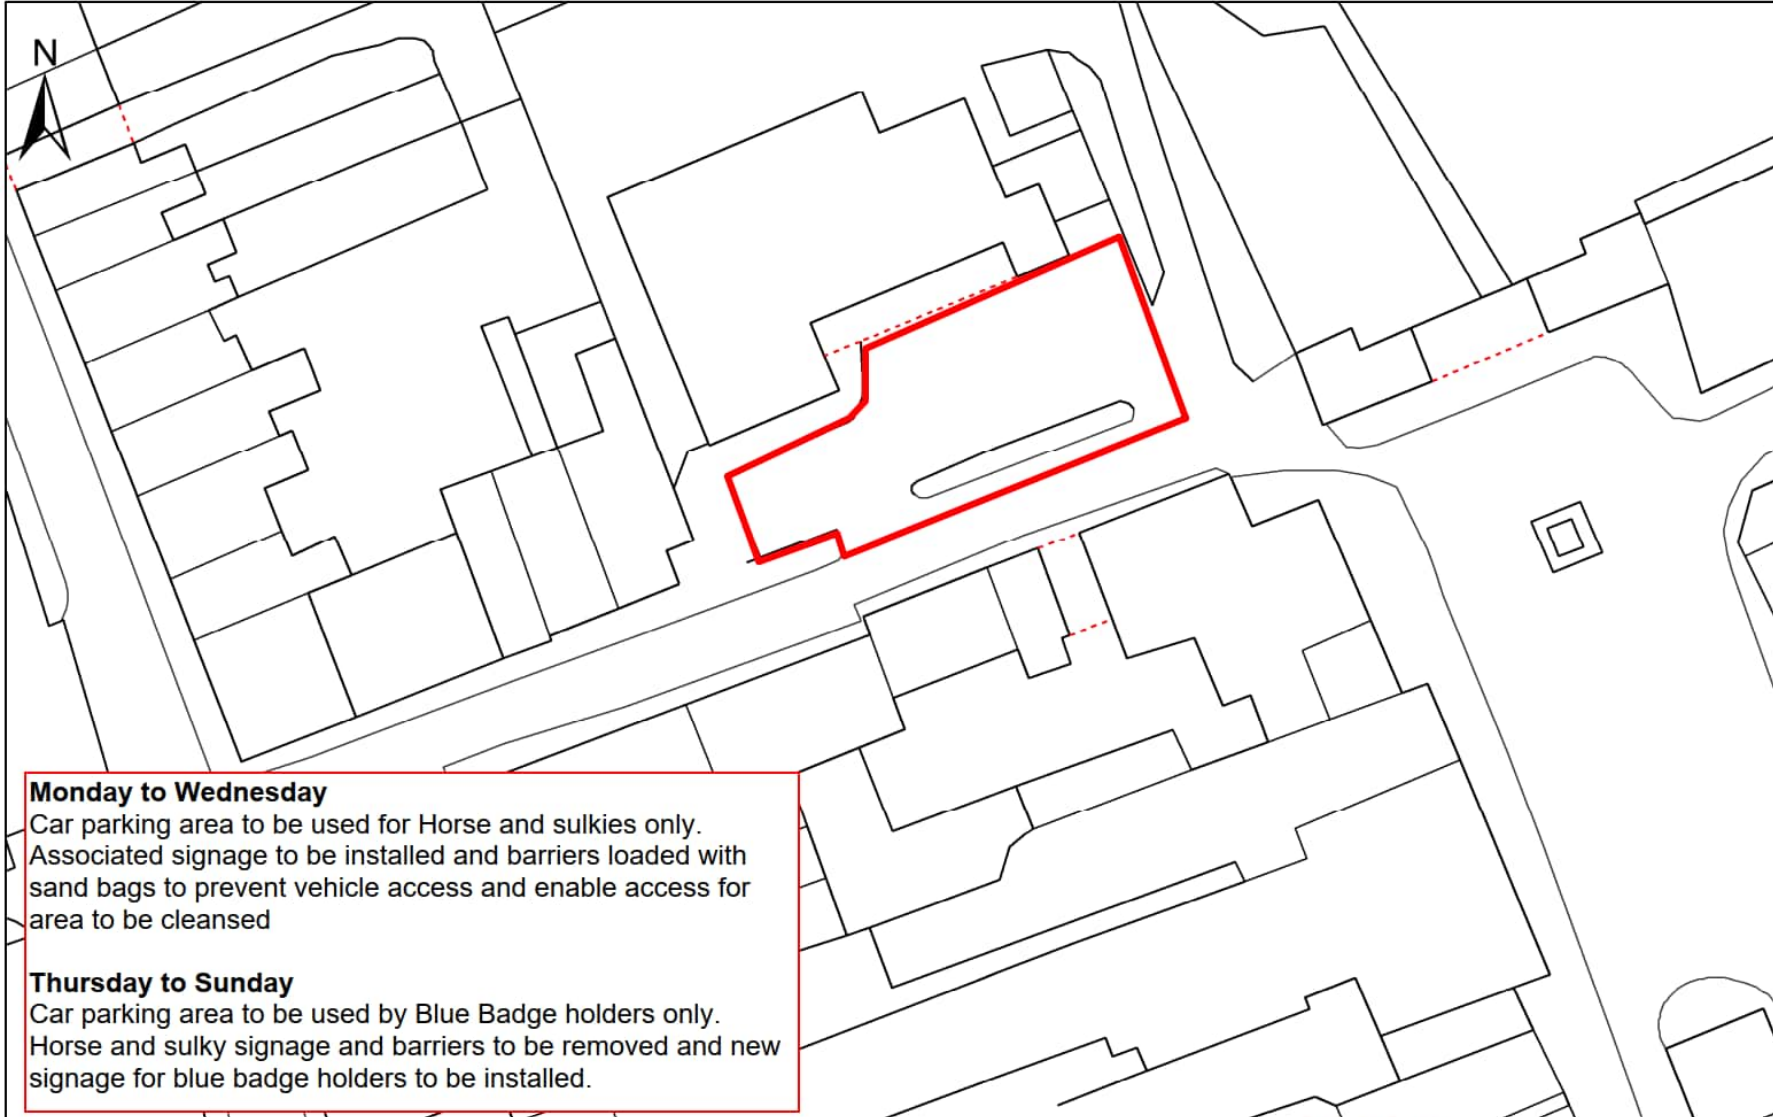 N
Monday to Wednesday
Car parking area to be used for Horse and sulkies only.
Associated signage to be installed and barriers loaded with
sand bags to prevent vehicle access and enable access for
area to be cleansed
Thursday to Sunday
Car parking area to be used by Blue Badge holders only.
Horse and sulky signage and barriers to be removed and new
signage for blue badge holders to be installed.